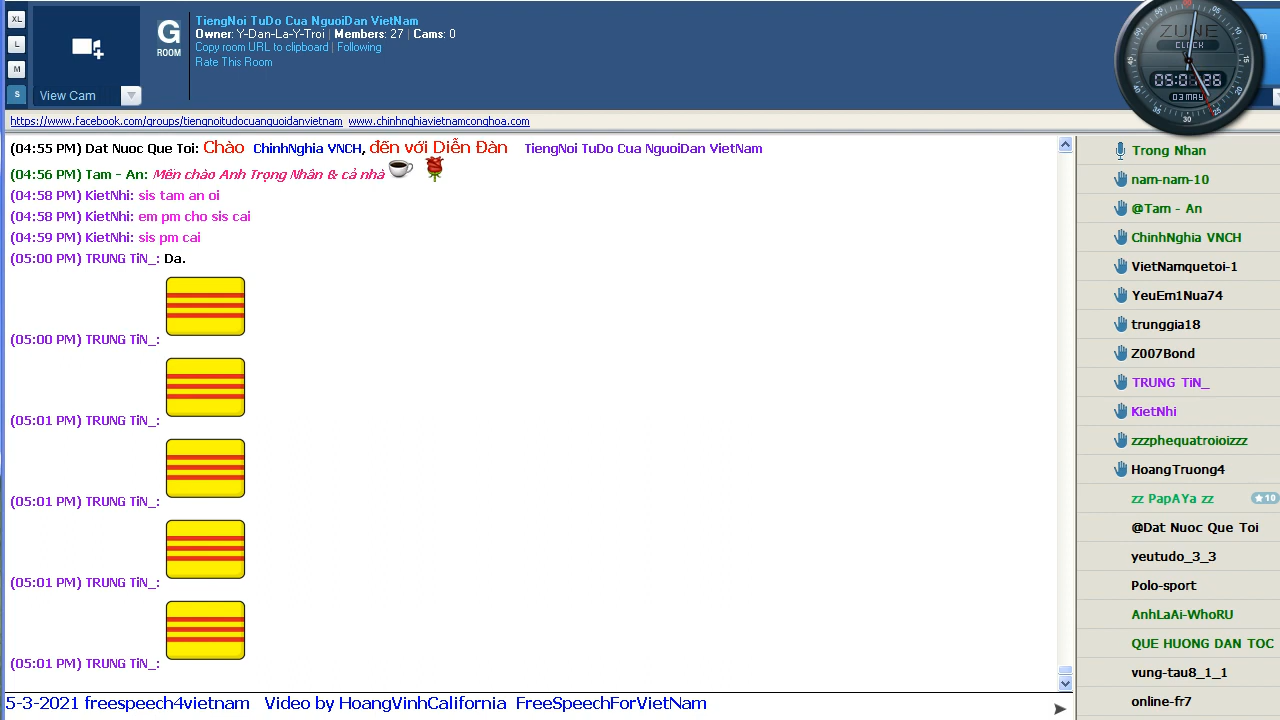 XL
L
M
S
View Cam
G
ROOM
TiengNoi TuDo Cua NguoiDan VietNam
Owner: Y-Dan-La-Y-Troi | Members: 27 | Cams: 0
Copy room URL to clipboard | Following
Rate This Room
ZUNE
CLOCK
03 MAY
https://www.facebook.com/groups/tiengnoitudocuanguoidanvietnam www.chinhnghiavietnamconghoa.com
(04:55 PM) Dat Nuoc Que Toi: Chào ChinhNghia VNCH, đến với Diễn Đàn TiengNoi TuDo Cua NguoiDan VietNam
(04:56 PM) Tam - An: Mến chào Anh Trọng Nhân & cả nhà
(04:58 PM) KietNhi: sis tam an oi
(04:58 PM) KietNhi: em pm cho sis cai
(04:59 PM) KietNhi: sis pm cai
(05:00 PM) TRUNG TiN_: Da.
(05:00 PM) TRUNG TiN_:
(05:01 PM) TRUNG TiN_:
(05:01 PM) TRUNG TiN_:
(05:01 PM) TRUNG TiN_:
(05:01 PM) TRUNG TiN_:
Trong Nhan
nam-nam-10
@Tam - An
ChinhNghia VNCH
VietNamquetoi-1
YeuEm1Nua74
trunggia18
Z007Bond
TRUNG TiN_
KietNhi
zzzphequatroioizzz
HoangTruong4
zz PapAYa zz ★10
@Dat Nuoc Que Toi
yeutudo_3_3
Polo-sport
AnhLaAi-WhoRU
QUE HUONG DAN TOC
vung-tau8_1_1
online-fr7
5-3-2021 freespeech4vietnam Video by HoangVinhCalifornia FreeSpeechForVietNam